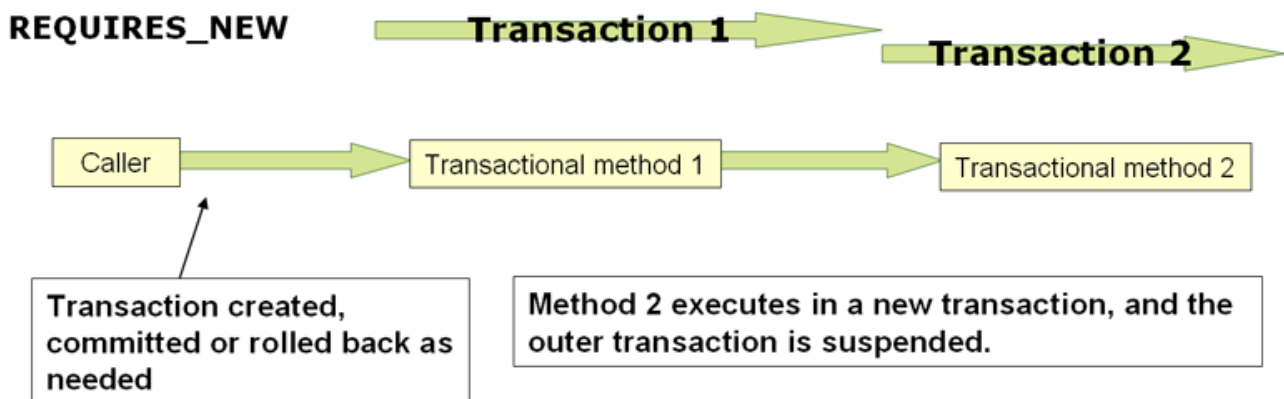 REQUIRES_NEW
Transaction 1
Transaction 2
Caller
Transactional method 1
Transactional method 2
Transaction created,
committed or rolled back as
needed
Method 2 executes in a new transaction, and the
outer transaction is suspended.